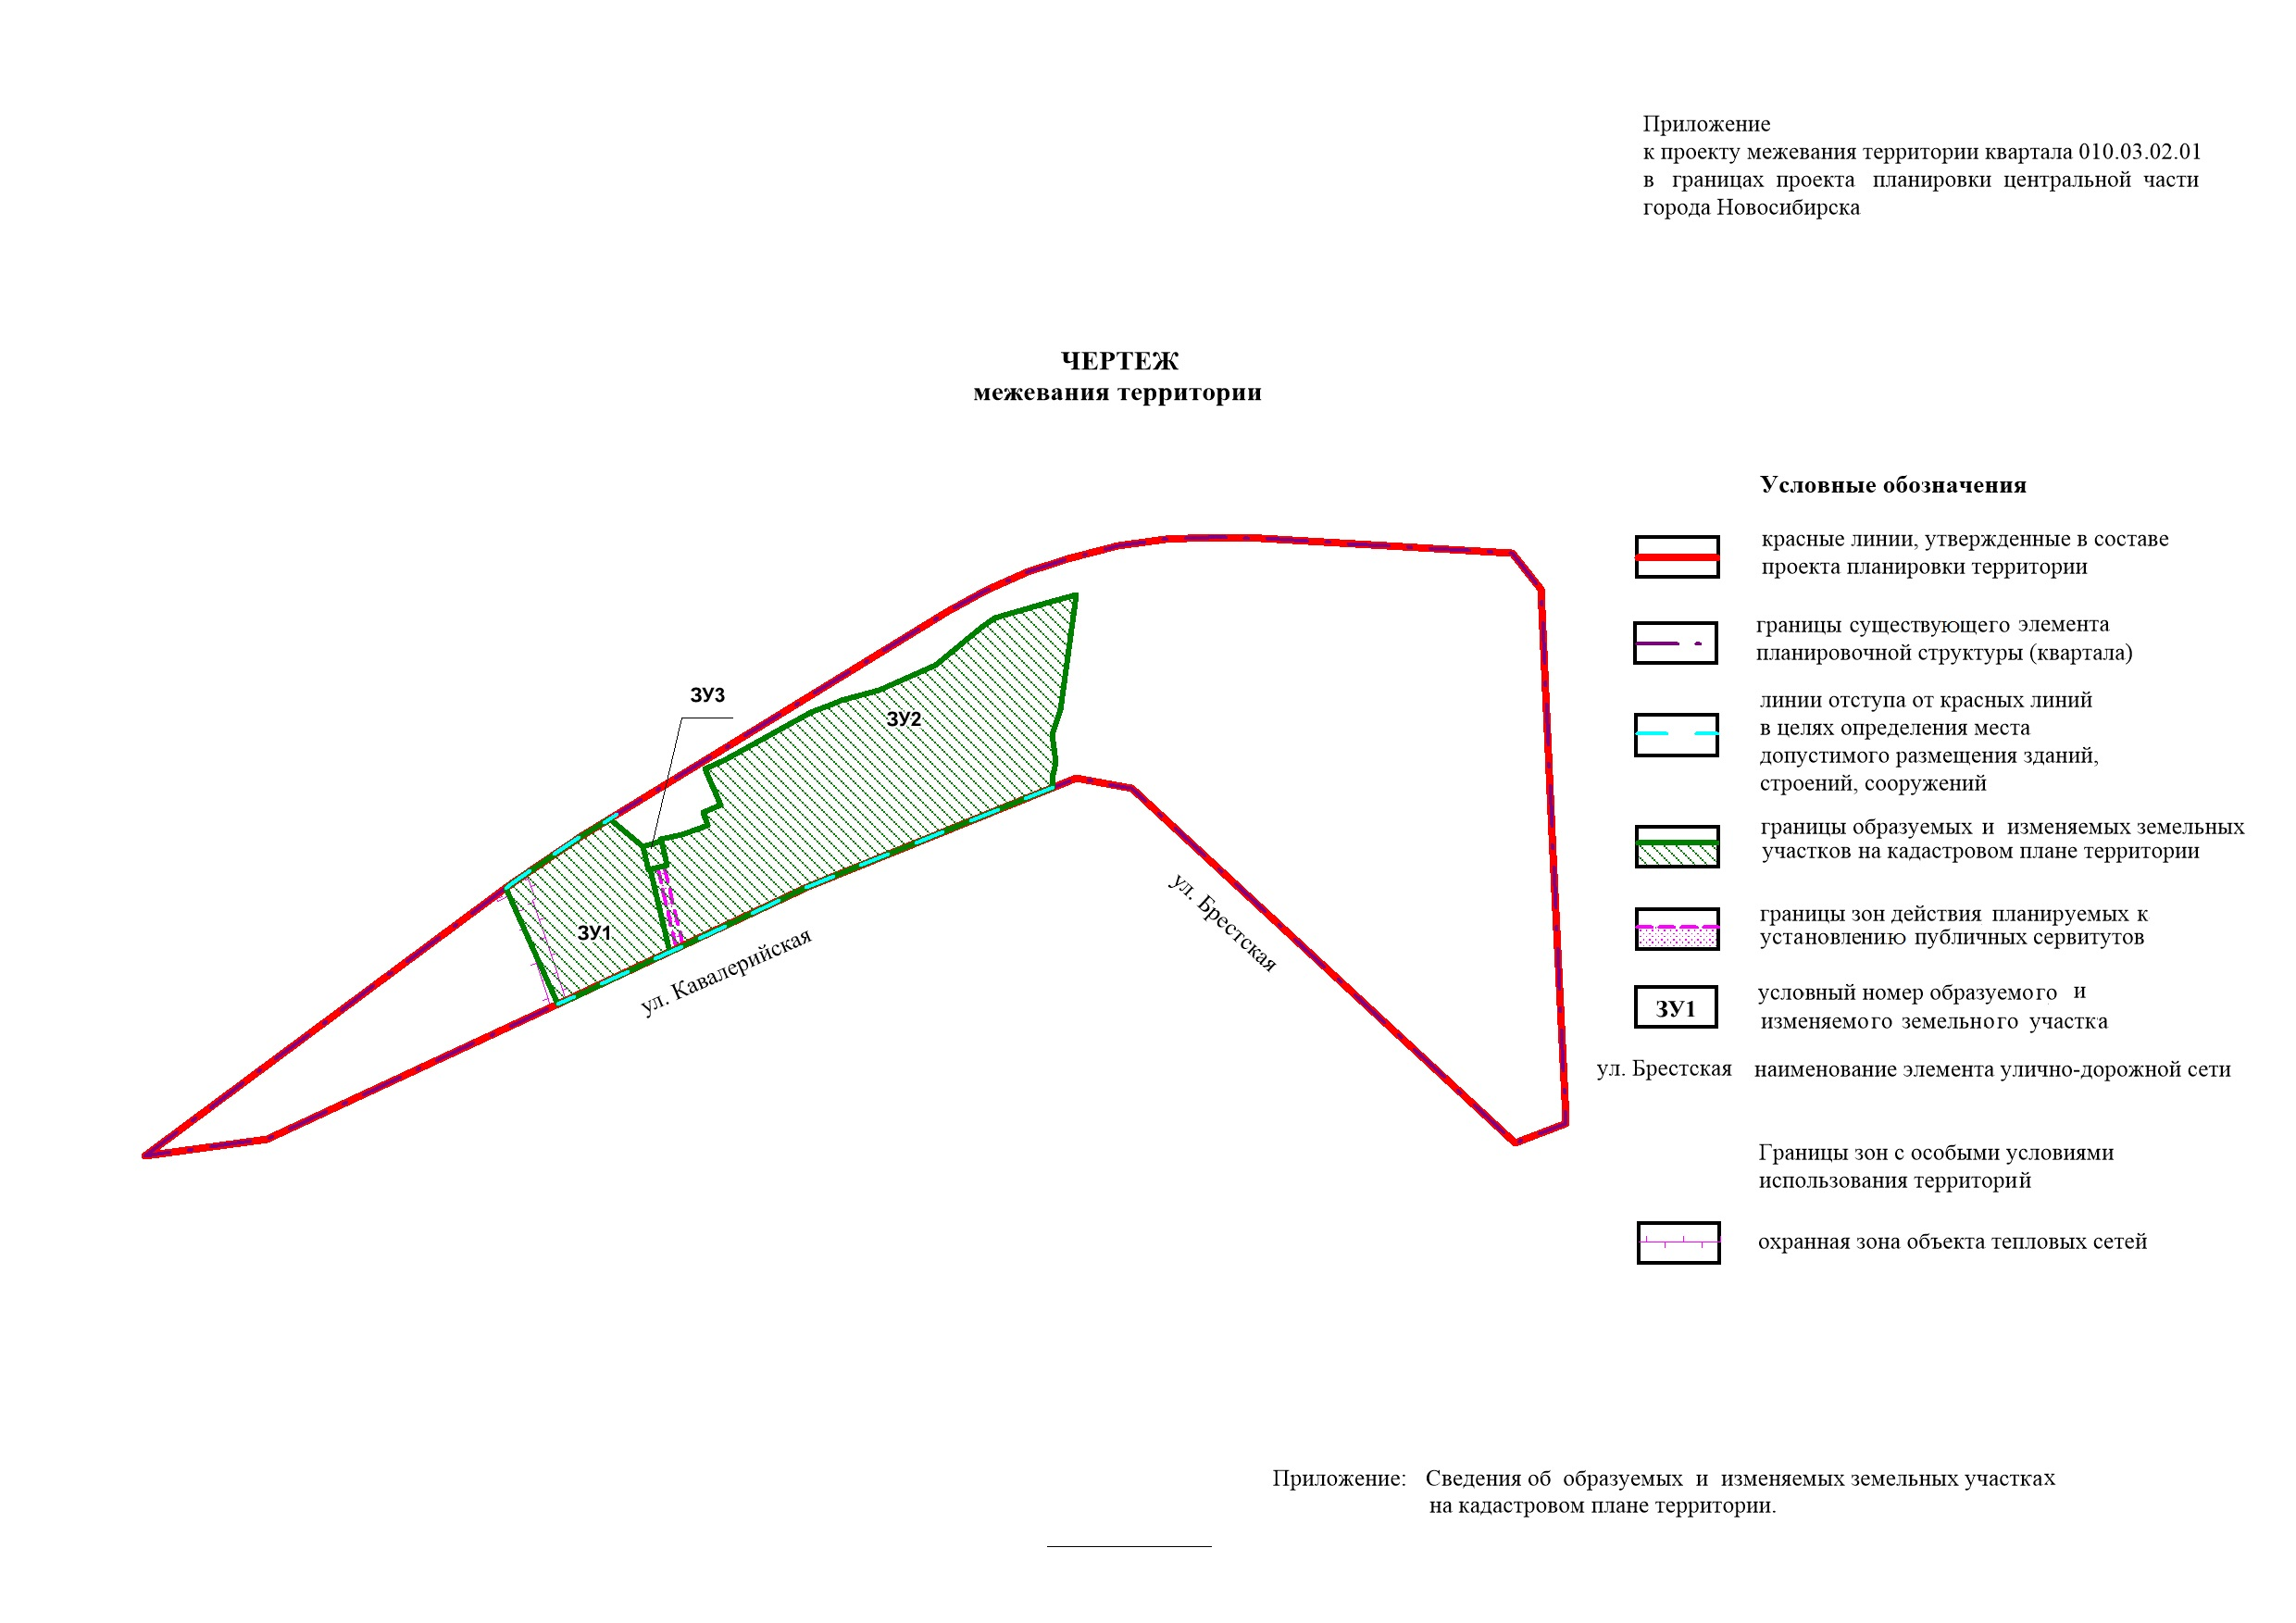 Приложение
к проекту межевания территории квартала 010.03.02.01
в границах проекта планировки центральной части
города Новосибирска
ЧЕРТЕЖ
межевания территории
Условные обозначения
красные линии, утвержденные в составе
проекта планировки территории
границы существующего элемента
планировочной структуры (квартала)
линии отступа от красных линий
в целях определения места
допустимого размещения зданий,
строений, сооружений
границы образуемых и изменяемых земельных
участков на кадастровом плане территории
границы зон действия планируемых к
установлению публичных сервитутов
ЗУ1
условный номер образуемого и
изменяемого земельного участка
ул. Брестская
наименование элемента улично-дорожной сети
Границы зон с особыми условиями
использования территорий
охранная зона объекта тепловых сетей
ЗУ3
ЗУ2
ЗУ1
ул. Кавалерийская
ул. Брестская
Приложение: Сведения об образуемых и изменяемых земельных участках
на кадастровом плане территории.